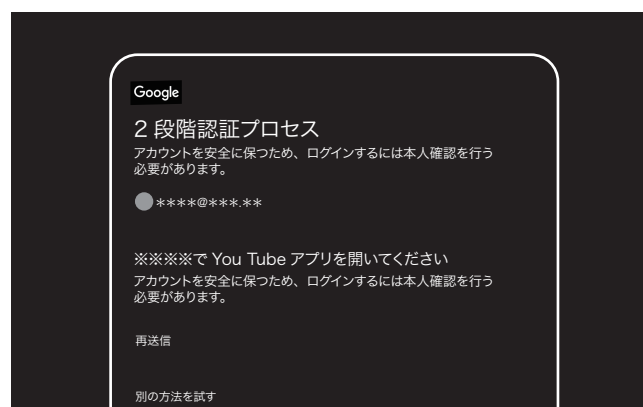 Google
2 段階認証プロセス
アカウントを安全に保つため、ログインするには本人確認を行う
必要があります。
****@***.**
※※※※で You Tube アプリを開いてください
アカウントを安全に保つため、ログインするには本人確認を行う
必要があります。
再送信
別の方法を試す